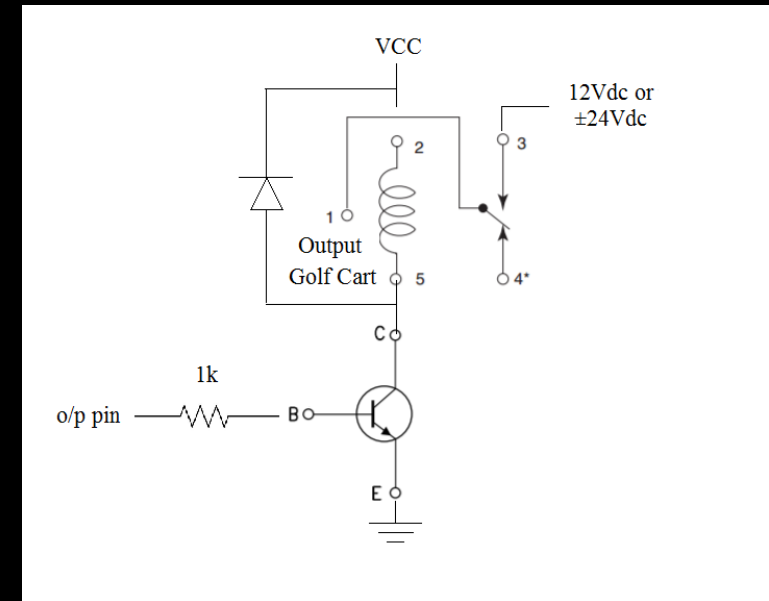 VCC
12Vdc or
±24Vdc
2
3
1
Output
Golf Cart
5
4*
C
1k
o/p pin
B
E